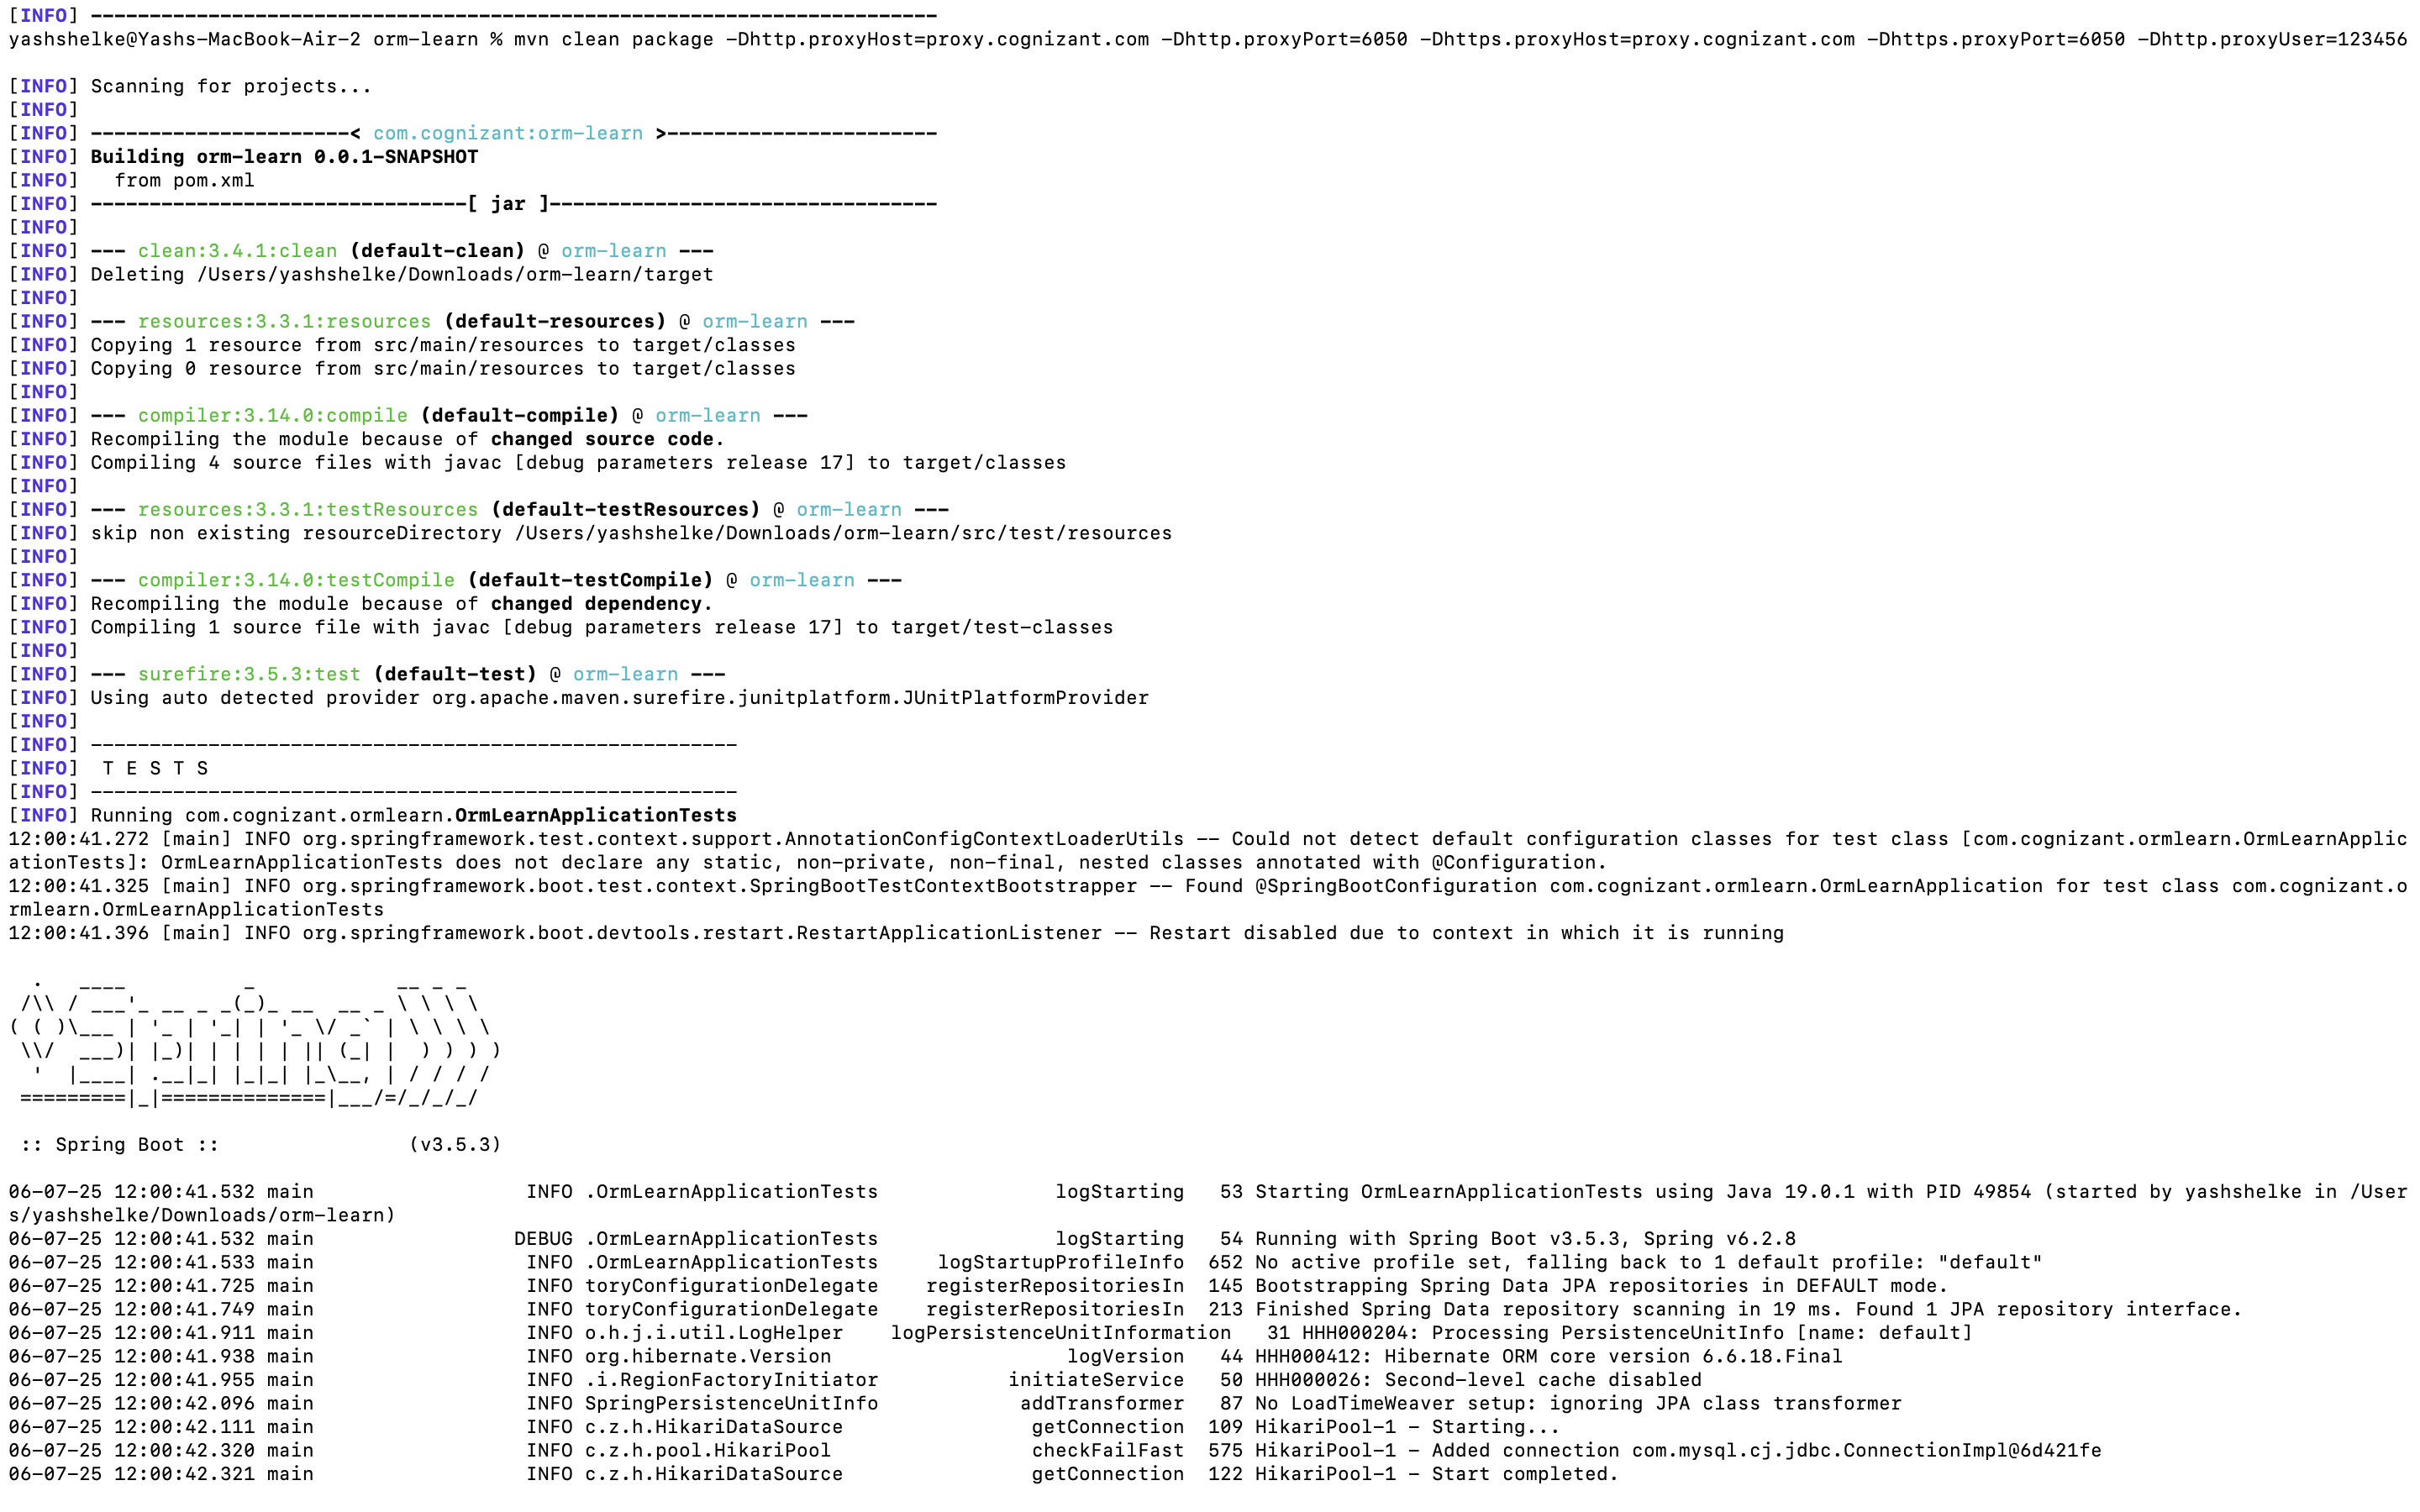 [INFO] ------------------------------------------------------------------------
yashshelke@Yashs-MacBook-Air-2 orm-learn % mvn clean package -Dhttp.proxyHost=proxy.cognizant.com -Dhttp.proxyPort=6050 -Dhttps.proxyHost=proxy.cognizant.com -Dhttps.proxyPort=6050 -Dhttp.proxyUser=123456
[INFO] Scanning for projects...
[INFO]
[INFO] ----------------------< com.cognizant:orm-learn >-----------------------
[INFO] Building orm-learn 0.0.1-SNAPSHOT
[INFO]   from pom.xml
[INFO] --------------------------------[ jar ]---------------------------------
[INFO]
[INFO] --- clean:3.4.1:clean (default-clean) @ orm-learn ---
[INFO] Deleting /Users/yashshelke/Downloads/orm-learn/target
[INFO]
[INFO] --- resources:3.3.1:resources (default-resources) @ orm-learn ---
[INFO] Copying 1 resource from src/main/resources to target/classes
[INFO] Copying 0 resource from src/main/resources to target/classes
[INFO]
[INFO] --- compiler:3.14.0:compile (default-compile) @ orm-learn ---
[INFO] Recompiling the module because of changed source code.
[INFO] Compiling 4 source files with javac [debug parameters release 17] to target/classes
[INFO]
[INFO] --- resources:3.3.1:testResources (default-testResources) @ orm-learn ---
[INFO] skip non existing resourceDirectory /Users/yashshelke/Downloads/orm-learn/src/test/resources
[INFO]
[INFO] --- compiler:3.14.0:testCompile (default-testCompile) @ orm-learn ---
[INFO] Recompiling the module because of changed dependency.
[INFO] Compiling 1 source file with javac [debug parameters release 17] to target/test-classes
[INFO]
[INFO] --- surefire:3.5.3:test (default-test) @ orm-learn ---
[INFO] Using auto detected provider org.apache.maven.surefire.junitplatform.JUnitPlatformProvider
[INFO]
[INFO] -------------------------------------------------------
[INFO]  T E S T S
[INFO] -------------------------------------------------------
[INFO] Running com.cognizant.ormlearn.OrmLearnApplicationTests
12:00:41.272 [main] INFO org.springframework.test.context.support.AnnotationConfigContextLoaderUtils -- Could not detect default configuration classes for test class [com.cognizant.ormlearn.OrmLearnApplic
ationTests]: OrmLearnApplicationTests does not declare any static, non-private, non-final, nested classes annotated with @Configuration.
12:00:41.325 [main] INFO org.springframework.boot.test.context.SpringBootTestContextBootstrapper -- Found @SpringBootConfiguration com.cognizant.ormlearn.OrmLearnApplication for test class com.cognizant.o
rmlearn.OrmLearnApplicationTests
12:00:41.396 [main] INFO org.springframework.boot.devtools.restart.RestartApplicationListener -- Restart disabled due to context in which it is running
  .   ____          _            __ _ _
 /\\ / ___'_ __ _ _(_)_ __  __ _ \ \ \ \
( ( )\___ | '_ | '_| | '_ \/ _` | \ \ \ \
 \\/  ___)| |_)| | | | | || (_| |  ) ) ) )
  '  |____| .__|_| |_|_| |_\__, | / / / /
 =========|_|==============|___/=/_/_/_/
 :: Spring Boot ::                (v3.5.3)
06-07-25 12:00:41.532 main                  INFO .OrmLearnApplicationTests               logStarting   53 Starting OrmLearnApplicationTests using Java 19.0.1 with PID 49854 (started by yashshelke in /User
s/yashshelke/Downloads/orm-learn)
06-07-25 12:00:41.532 main                 DEBUG .OrmLearnApplicationTests               logStarting   54 Running with Spring Boot v3.5.3, Spring v6.2.8
06-07-25 12:00:41.533 main                  INFO .OrmLearnApplicationTests     logStartupProfileInfo  652 No active profile set, falling back to 1 default profile: "default"
06-07-25 12:00:41.725 main                  INFO toryConfigurationDelegate    registerRepositoriesIn  145 Bootstrapping Spring Data JPA repositories in DEFAULT mode.
06-07-25 12:00:41.749 main                  INFO toryConfigurationDelegate    registerRepositoriesIn  213 Finished Spring Data repository scanning in 19 ms. Found 1 JPA repository interface.
06-07-25 12:00:41.911 main                  INFO o.h.j.i.util.LogHelper    logPersistenceUnitInformation   31 HHH000204: Processing PersistenceUnitInfo [name: default]
06-07-25 12:00:41.938 main                  INFO org.hibernate.Version                    logVersion   44 HHH000412: Hibernate ORM core version 6.6.18.Final
06-07-25 12:00:41.955 main                  INFO .i.RegionFactoryInitiator           initiateService   50 HHH000026: Second-level cache disabled
06-07-25 12:00:42.096 main                  INFO SpringPersistenceUnitInfo            addTransformer   87 No LoadTimeWeaver setup: ignoring JPA class transformer
06-07-25 12:00:42.111 main                  INFO c.z.h.HikariDataSource                getConnection  109 HikariPool-1 - Starting...
06-07-25 12:00:42.320 main                  INFO c.z.h.pool.HikariPool                 checkFailFast  575 HikariPool-1 - Added connection com.mysql.cj.jdbc.ConnectionImpl@6d421fe
06-07-25 12:00:42.321 main                  INFO c.z.h.HikariDataSource                getConnection  122 HikariPool-1 - Start completed.